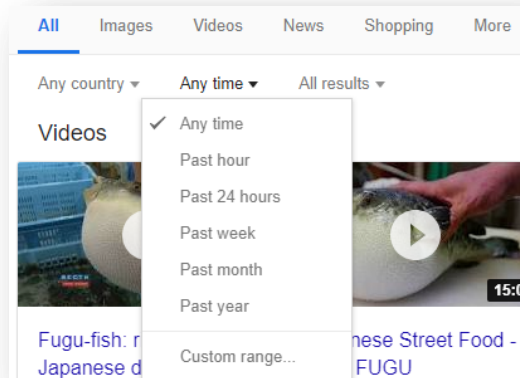 All Images Videos News Shopping More
Any country Any time All results
Any time
Past hour
Past 24 hours
Past week
Past month
Past year
Custom range...
Videos
15:0
Fugu-fish: r
Japanese d
nese Street Food -
FUGU